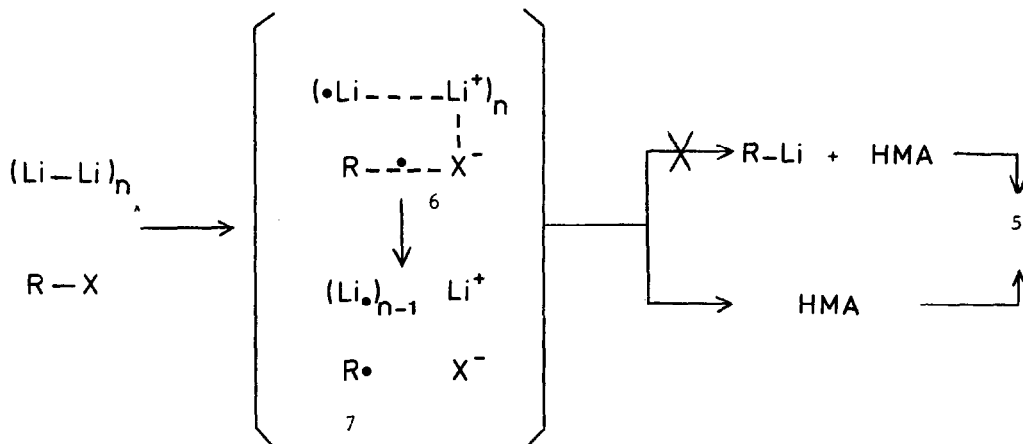 (•Li----Li⁺)ₙ
(Li—Li)ₙ
R--•--X⁻
6
R—Li + HMA
5
R—X
(Li•)ₙ₋₁ Li⁺
HMA
R• X⁻
7